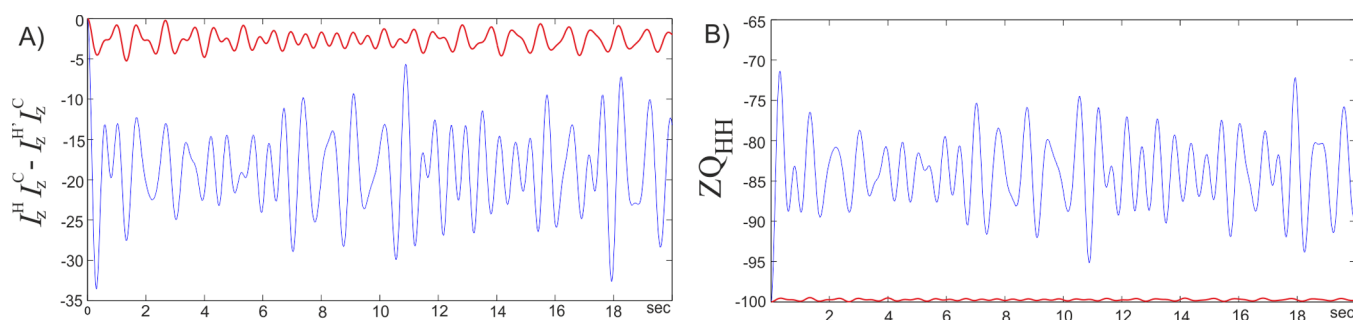 A)
I_z^H I_z^C - I_z^H' I_z^C
0
-5
-10
-15
-20
-25
-30
-35
0 2 4 6 8 10 12 14 16 18 sec
B)
ZQ_HH
-65
-70
-75
-80
-85
-90
-95
-100
2 4 6 8 10 12 14 16 18 sec